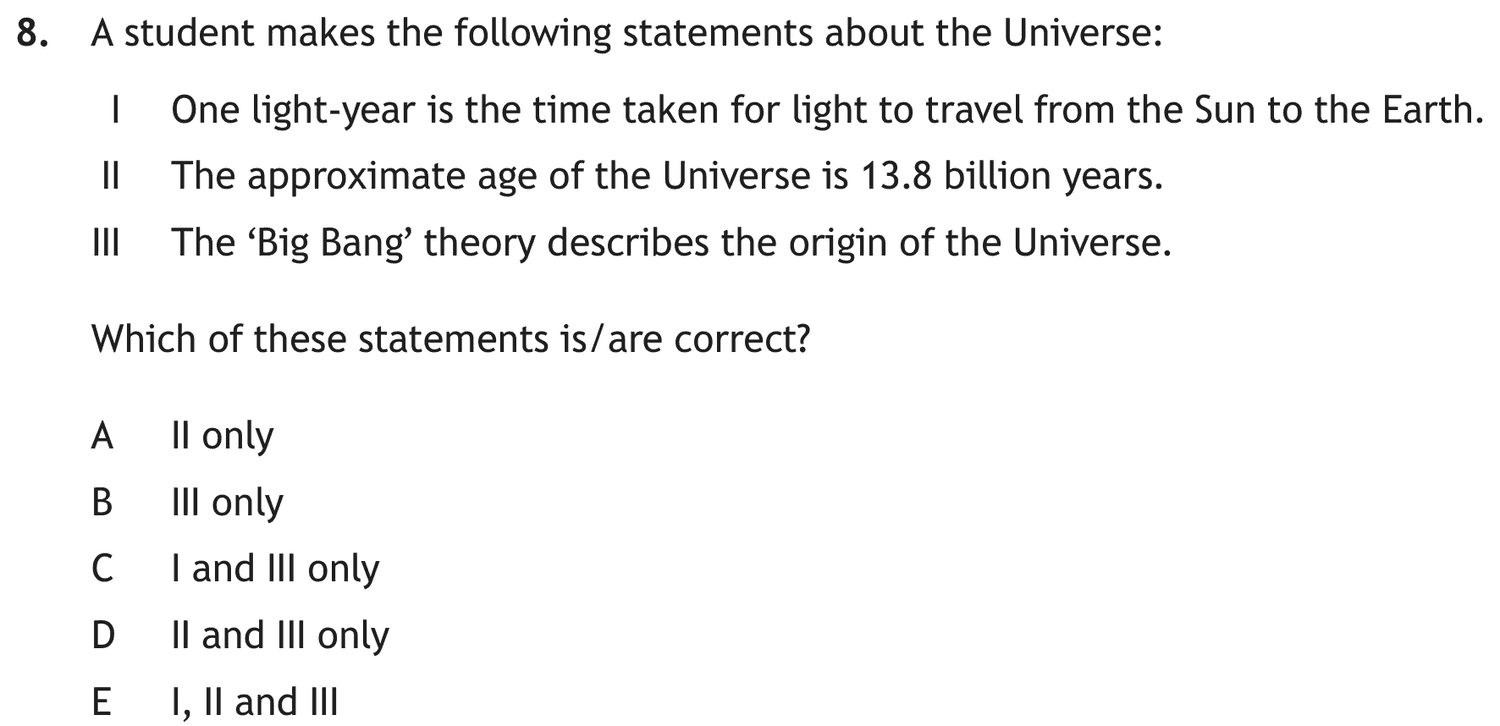 8. A student makes the following statements about the Universe:
I One light-year is the time taken for light to travel from the Sun to the Earth.
II The approximate age of the Universe is 13.8 billion years.
III The ‘Big Bang’ theory describes the origin of the Universe.
Which of these statements is/are correct?
A II only
B III only
C I and III only
D II and III only
E I, II and III